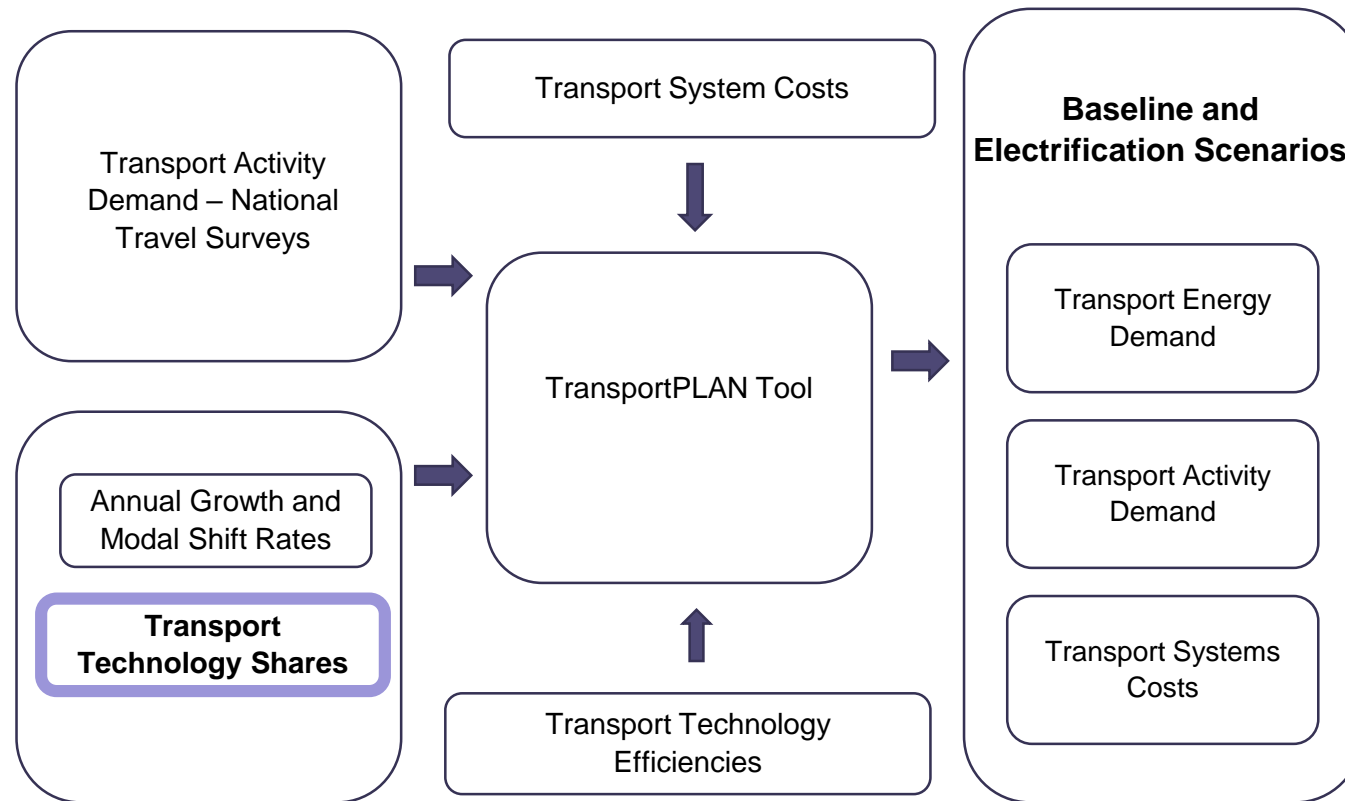 Transport Activity
Demand – National
Travel Surveys
Annual Growth and
Modal Shift Rates
Transport
Technology Shares
Transport System Costs
TransportPLAN Tool
Transport Technology
Efficiencies
Baseline and
Electrification Scenarios
Transport Energy
Demand
Transport Activity
Demand
Transport Systems
Costs